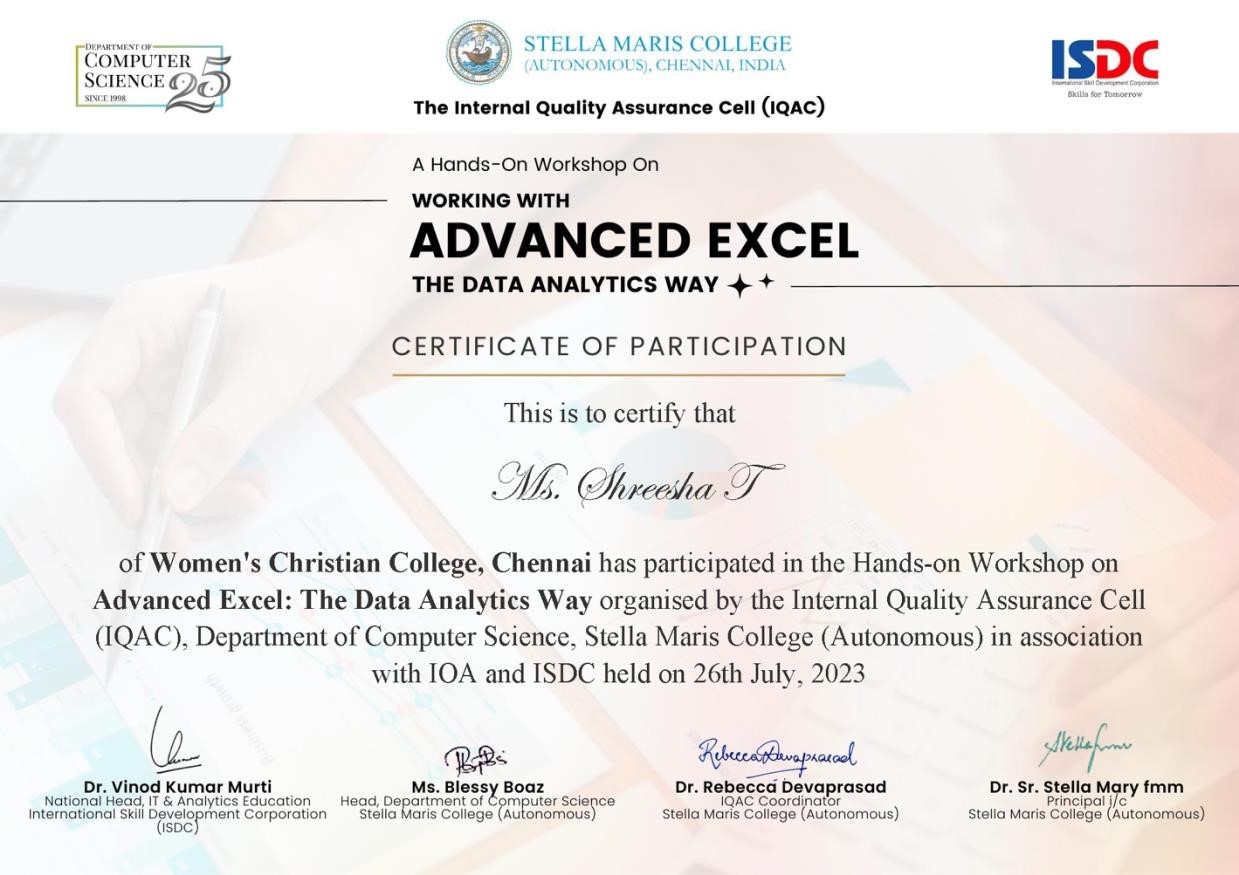 DEPARTMENT OF
COMPUTER
SCIENCE 25
SINCE 1998
STELLA MARIS COLLEGE
(AUTONOMOUS), CHENNAI, INDIA
The Internal Quality Assurance Cell (IQAC)
ISDC
International Skill Development Corporation
Skills for Tomorrow
A Hands-On Workshop On
WORKING WITH
ADVANCED EXCEL
THE DATA ANALYTICS WAY
CERTIFICATE OF PARTICIPATION
This is to certify that
Ms. Shreesha T
of Women's Christian College, Chennai has participated in the Hands-on Workshop on
Advanced Excel: The Data Analytics Way organised by the Internal Quality Assurance Cell
(IQAC), Department of Computer Science, Stella Maris College (Autonomous) in association
with IOA and ISDC held on 26th July, 2023
Business growth
Rebecca Devaprasad
Dr. Vinod Kumar Murti
National Head, IT & Analytics Education
International Skill Development Corporation
(ISDC)
Ms. Blessy Boaz
Head, Department of Computer Science
Stella Maris College (Autonomous)
Dr. Rebecca Devaprasad
IQAC Coordinator
Stella Maris College (Autonomous)
Dr. Sr. Stella Mary fmm
Principal i/c
Stella Maris College (Autonomous)